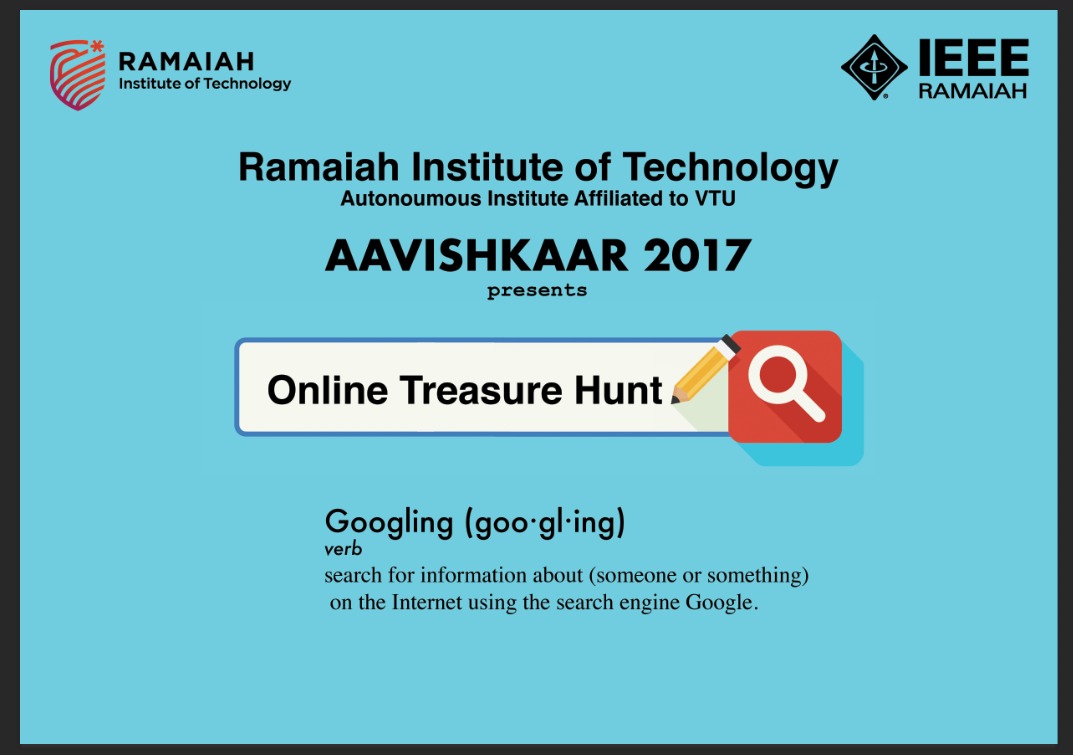 RAMAIAH
Institute of Technology
IEEE
RAMAIAH
Ramaiah Institute of Technology
Autonoumous Institute Affiliated to VTU
AAVISHKAAR 2017
presents
Online Treasure Hunt
Googling (goo·gl·ing)
verb
search for information about (someone or something)
on the Internet using the search engine Google.